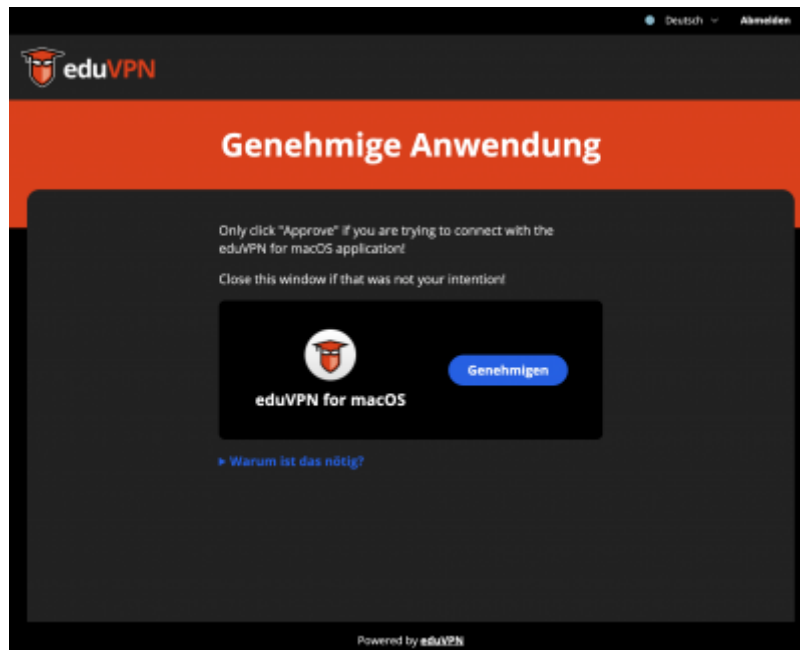 Deutsch Abmelden
eduVPN
Genehmige Anwendung
Only click "Approve" if you are trying to connect with the
eduVPN for macOS application!
Close this window if that was not your intention!
Genehmigen
eduVPN for macOS
Warum ist das nötig?
Powered by eduVPN